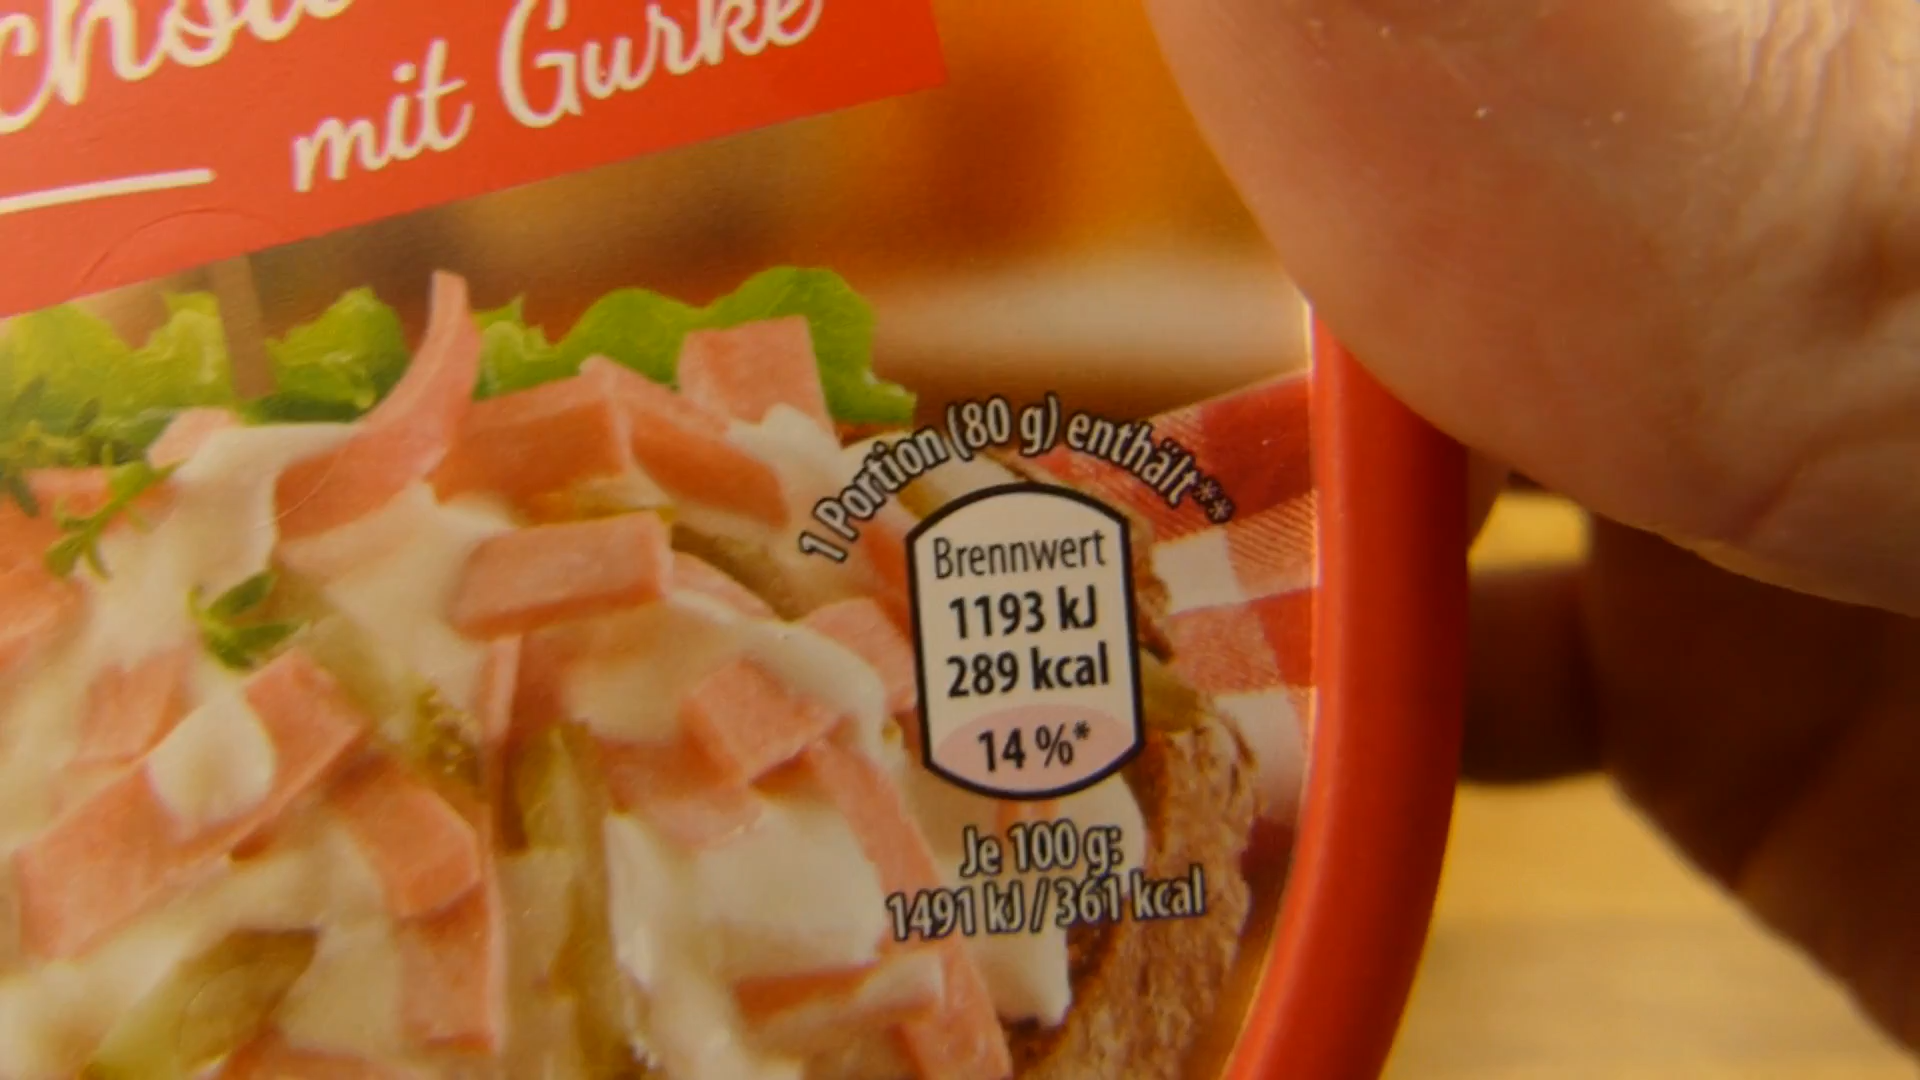 mit Gurke
1 Portion (80 g) enthält**
Brennwert
1193 kJ
289 kcal
14 %*
Je 100 g:
1491 kJ / 361 kcal